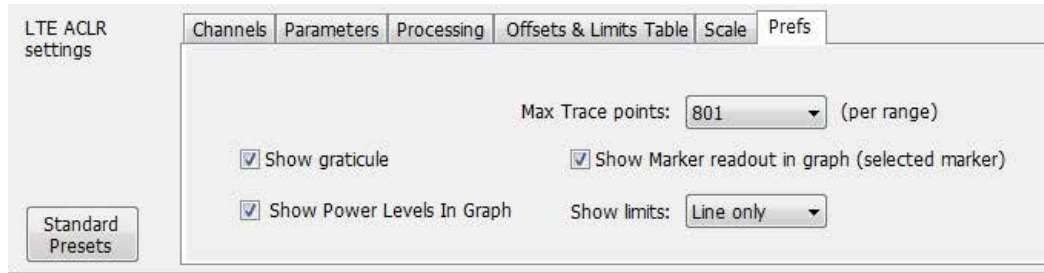 LTE ACLR
settings
Channels Parameters Processing Offsets & Limits Table Scale Prefs
Max Trace points: 801 (per range)
Show graticule Show Marker readout in graph (selected marker)
Show Power Levels In Graph Show limits: Line only
Standard
Presets